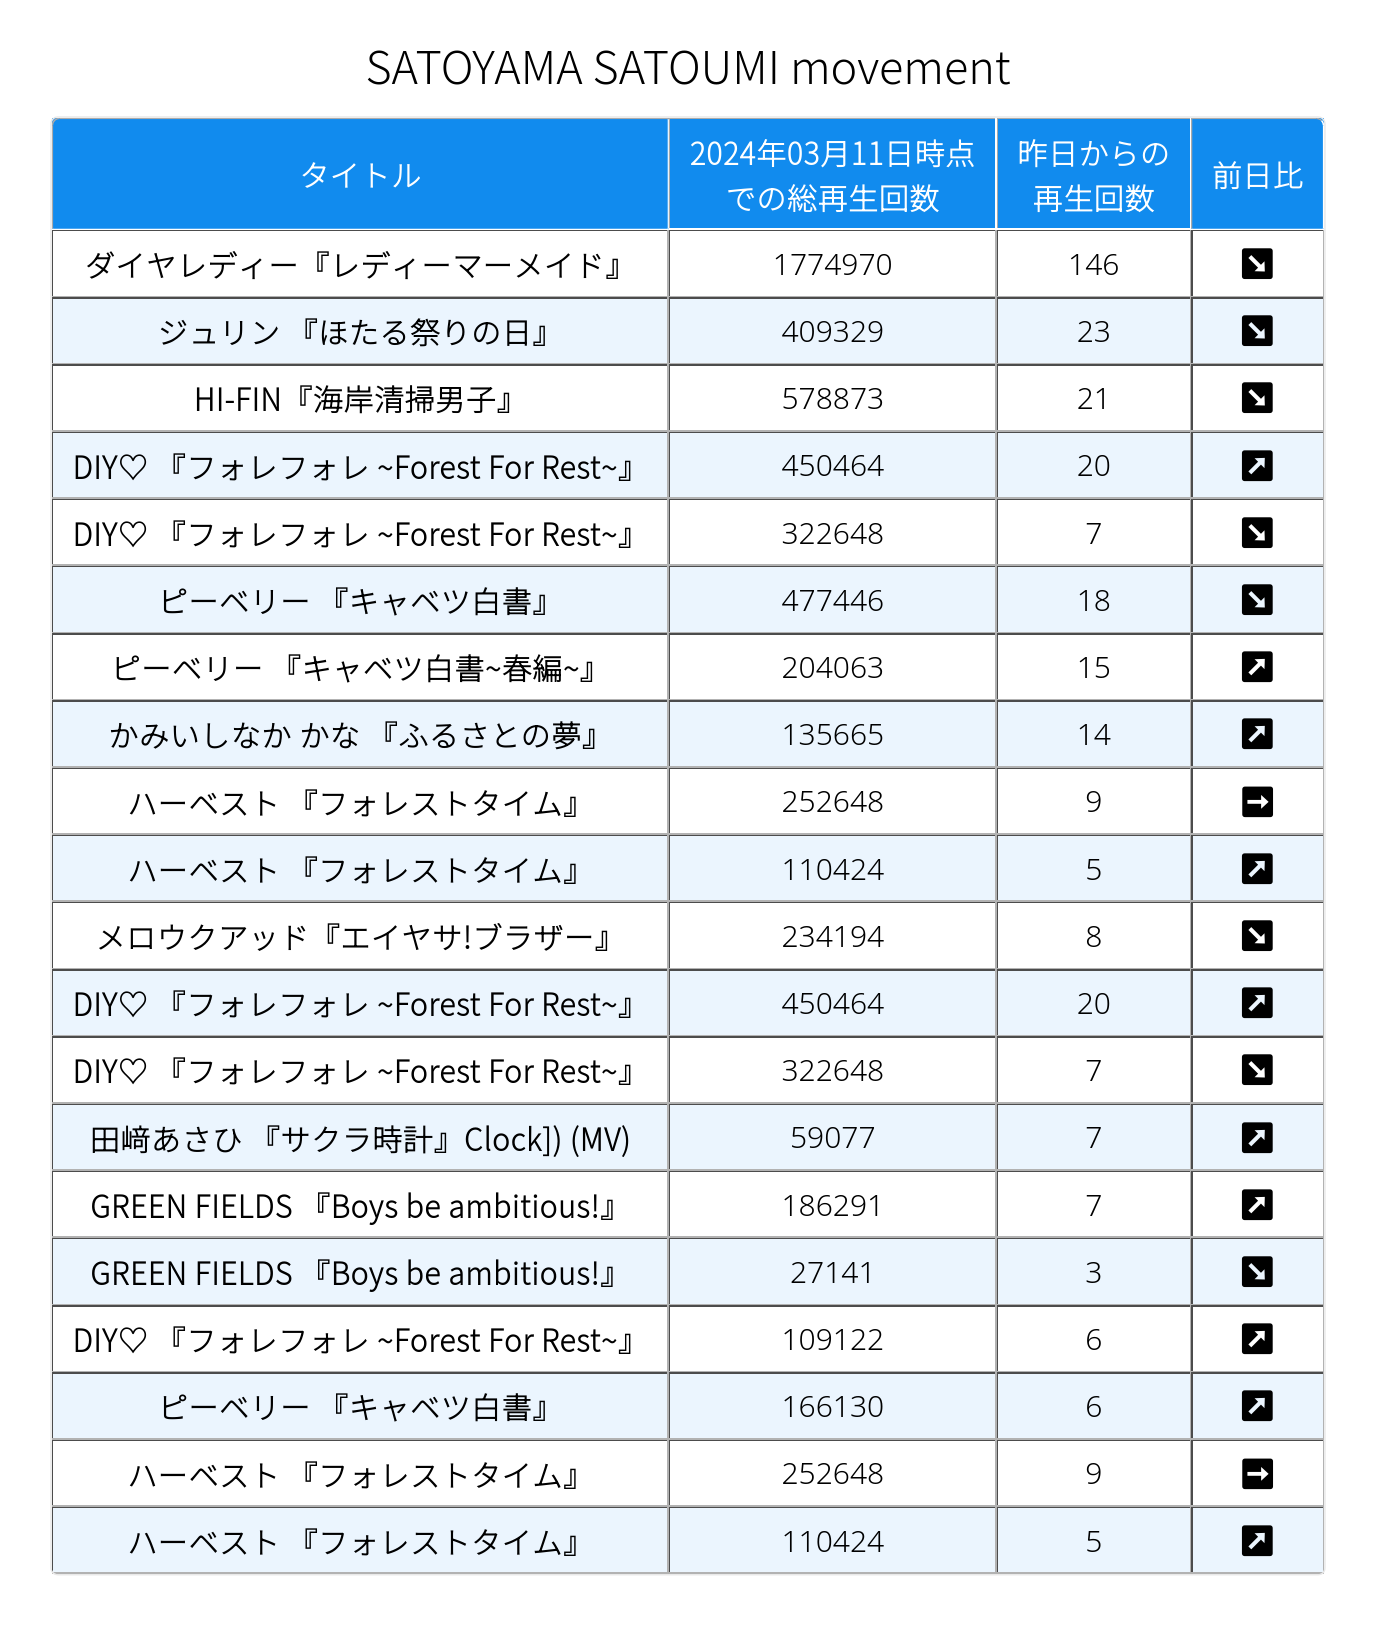 SATOYAMA SATOUMI movement
タイトル 2024年03月11日時点での総再生回数 昨日からの再生回数 前日比
ダイヤレディー『レディーマーメイド』 1774970 146 ↘
ジュリン 『ほたる祭りの日』 409329 23 ↘
HI-FIN『海岸清掃男子』 578873 21 ↘
DIY♡ 『フォレフォレ ~Forest For Rest~』 450464 20 ↗
DIY♡ 『フォレフォレ ~Forest For Rest~』 322648 7 ↘
ピーベリー 『キャベツ白書』 477446 18 ↘
ピーベリー 『キャベツ白書~春編~』 204063 15 ↗
かみいしなか かな 『ふるさとの夢』 135665 14 ↗
ハーベスト 『フォレストタイム』 252648 9 →
ハーベスト 『フォレストタイム』 110424 5 ↗
メロウクアッド『エイヤサ!ブラザー』 234194 8 ↘
DIY♡ 『フォレフォレ ~Forest For Rest~』 450464 20 ↗
DIY♡ 『フォレフォレ ~Forest For Rest~』 322648 7 ↘
田﨑あさひ 『サクラ時計』Clock]) (MV) 59077 7 ↗
GREEN FIELDS 『Boys be ambitious!』 186291 7 ↗
GREEN FIELDS 『Boys be ambitious!』 27141 3 ↘
DIY♡ 『フォレフォレ ~Forest For Rest~』 109122 6 ↗
ピーベリー 『キャベツ白書』 166130 6 ↗
ハーベスト 『フォレストタイム』 252648 9 →
ハーベスト 『フォレストタイム』 110424 5 ↗